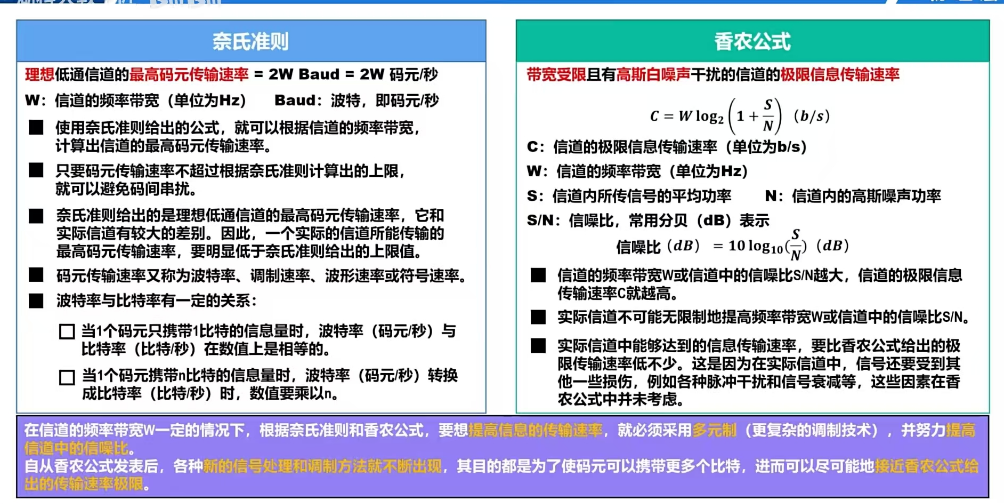 奈氏准则
理想低通信道的最高码元传输速率 = 2W Baud = 2W 码元/秒
W：信道的频率带宽（单位为Hz） Baud：波特，即码元/秒
使用奈氏准则给出的公式，就可以根据信道的频率带宽，
计算出信道的最高码元传输速率。
只要码元传输速率不超过根据奈氏准则计算出的上限，
就可以避免码间串扰。
奈氏准则给出的是理想低通信道的最高码元传输速率，它和
实际信道有较大的差别。因此，一个实际的信道所能传输的
最高码元传输速率，要明显低于奈氏准则给出的上限值。
码元传输速率又称为波特率、调制速率、波形速率或符号速率。
波特率与比特率有一定的关系：
当1个码元只携带1比特的信息量时，波特率（码元/秒）与
比特率（比特/秒）在数值上是相等的。
当1个码元携带n比特的信息量时，波特率（码元/秒）转换
成比特率（比特/秒）时，数值要乘以n。
香农公式
带宽受限且有高斯白噪声干扰的信道的极限信息传输速率
C = W log₂(1 + S/N) (b/s)
C：信道的极限信息传输速率（单位为b/s）
W：信道的频率带宽（单位为Hz）
S：信道内所传信号的平均功率 N：信道内的高斯噪声功率
S/N：信噪比，常用分贝（dB）表示
信噪比 (dB) = 10 log₁₀(S/N) (dB)
信道的频率带宽W或信道中的信噪比S/N越大，信道的极限信息
传输速率C就越高。
实际信道不可能无限制地提高频率带宽W或信道中的信噪比S/N。
实际信道中能够达到的信息传输速率，要比香农公式给出的极
限传输速率低不少。这是因为在实际信道中，信号还要受到其
他一些损伤，例如各种脉冲干扰和信号衰减等，这些因素在香
农公式中并未考虑。
在信道的频率带宽W一定的情况下，根据奈氏准则和香农公式，要想提高信息的传输速率，就必须采用多元制（更复杂的调制技术），并努力提高
信道中的信噪比。
自从香农公式发表后，各种新的信号处理和调制方法就不断出现，其目的都是为了使码元可以携带更多个比特，进而可以尽可能地接近香农公式给
出的传输速率极限。